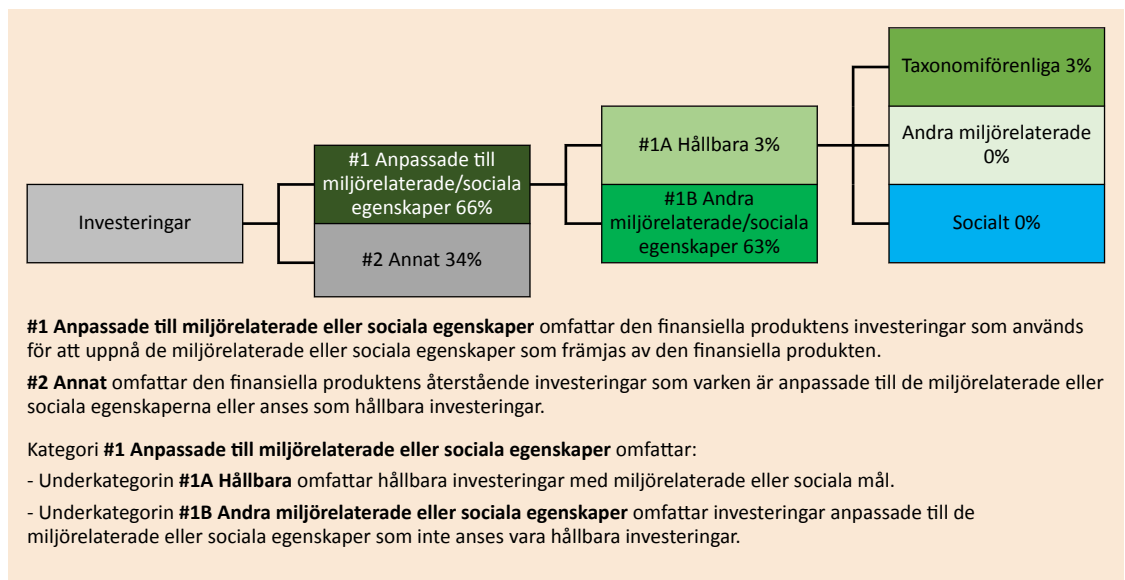 Investeringar
#1 Anpassade till
miljörelaterade/sociala
egenskaper 66%
#2 Annat 34%
#1A Hållbara 3%
#1B Andra
miljörelaterade/sociala
egenskaper 63%
Taxonomiförenliga 3%
Andra miljörelaterade
0%
Socialt 0%
#1 Anpassade till miljörelaterade eller sociala egenskaper omfattar den finansiella produktens investeringar som används
för att uppnå de miljörelaterade eller sociala egenskaper som främjas av den finansiella produkten.
#2 Annat omfattar den finansiella produktens återstående investeringar som varken är anpassade till de miljörelaterade eller
sociala egenskaperna eller anses som hållbara investeringar.
Kategori #1 Anpassade till miljörelaterade eller sociala egenskaper omfattar:
- Underkategorin #1A Hållbara omfattar hållbara investeringar med miljörelaterade eller sociala mål.
- Underkategorin #1B Andra miljörelaterade eller sociala egenskaper omfattar investeringar anpassade till de
miljörelaterade eller sociala egenskaper som inte anses vara hållbara investeringar.